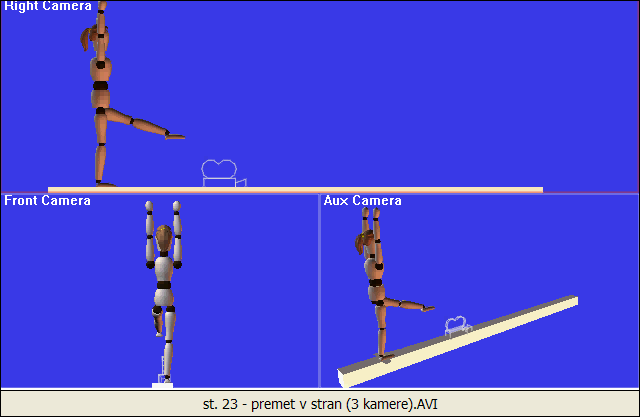 Right Camera
Front Camera
Aux Camera
st. 23 - premet v stran (3 kamere).AVI